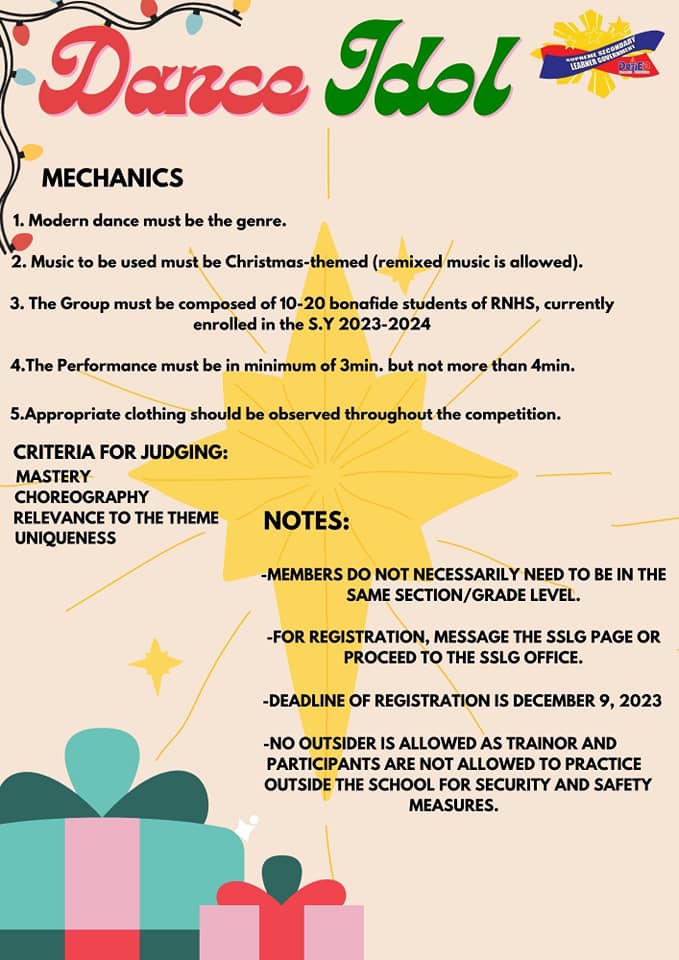 Dance Idol
SUPREME SECONDARY
LEARNER GOVERNMENT
DepED
MECHANICS
1. Modern dance must be the genre.
2. Music to be used must be Christmas-themed (remixed music is allowed).
3. The Group must be composed of 10-20 bonafide students of RNHS, currently
enrolled in the S.Y 2023-2024
4.The Performance must be in minimum of 3min. but not more than 4min.
5.Appropriate clothing should be observed throughout the competition.
CRITERIA FOR JUDGING:
MASTERY
CHOREOGRAPHY
RELEVANCE TO THE THEME
UNIQUENESS
NOTES:
-MEMBERS DO NOT NECESSARILY NEED TO BE IN THE
SAME SECTION/GRADE LEVEL.
-FOR REGISTRATION, MESSAGE THE SSLG PAGE OR
PROCEED TO THE SSLG OFFICE.
-DEADLINE OF REGISTRATION IS DECEMBER 9, 2023
-NO OUTSIDER IS ALLOWED AS TRAINOR AND
PARTICIPANTS ARE NOT ALLOWED TO PRACTICE
OUTSIDE THE SCHOOL FOR SECURITY AND SAFETY
MEASURES.